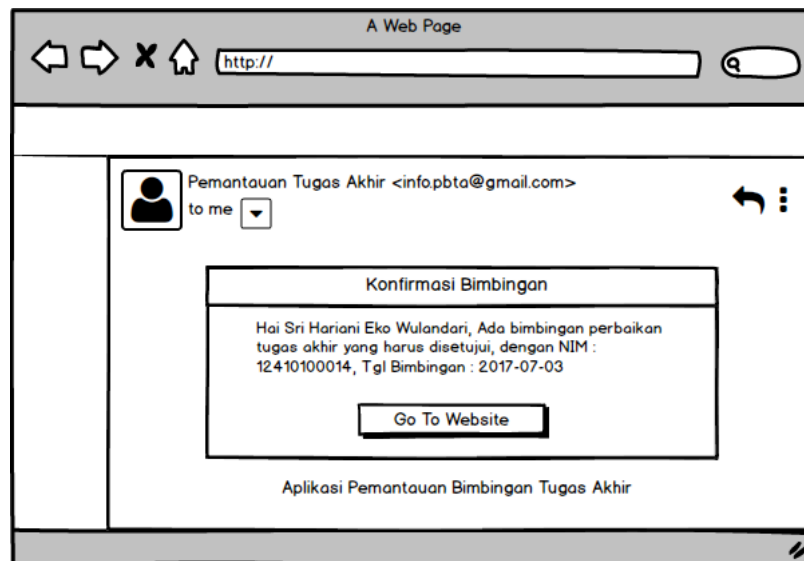 A Web Page
http://
Pemantauan Tugas Akhir <info.pbta@gmail.com>
to me
Konfirmasi Bimbingan
Hai Sri Hariani Eko Wulandari, Ada bimbingan perbaikan
tugas akhir yang harus disetujui, dengan NIM :
12410100014, Tgl Bimbingan : 2017-07-03
Go To Website
Aplikasi Pemantauan Bimbingan Tugas Akhir